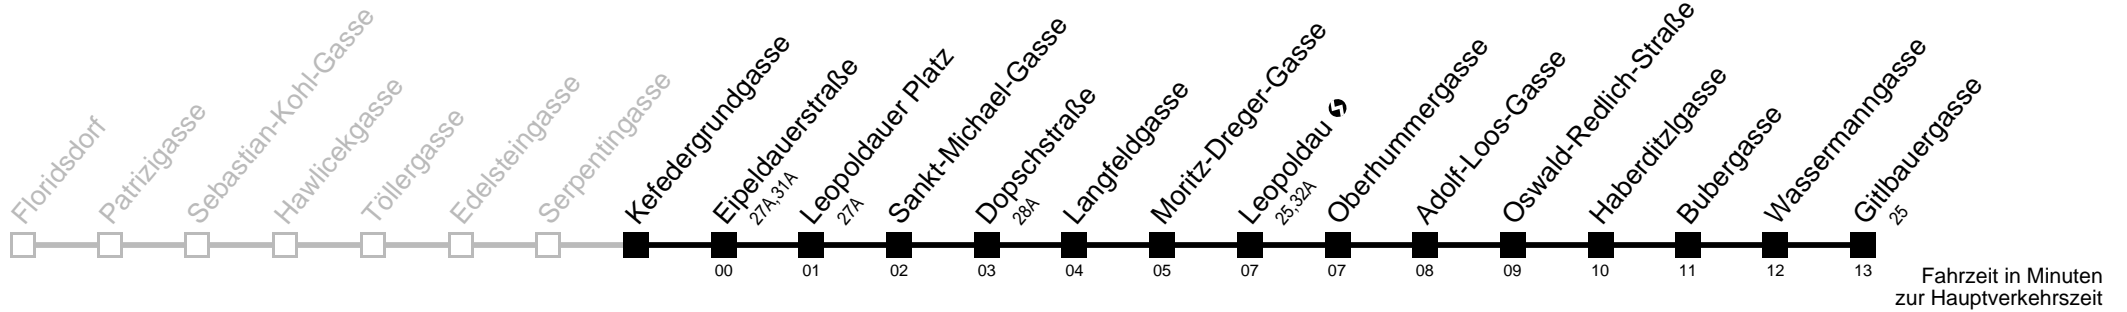 Floridsdorf
Patrizigasse
Sebastian-Kohl-Gasse
Hawlicekgasse
Töllergasse
Edelsteingasse
Serpentingasse
Kefedergrundgasse
Eipeldauerstraße
27A,31A
Leopoldauer Platz
27A
Sankt-Michael-Gasse
Dopschstraße
28A
Langfeldgasse
Moritz-Dreger-Gasse
Leopoldau
25,32A
Oberhummergasse
Adolf-Loos-Gasse
Oswald-Redlich-Straße
Haberditzlgasse
Bubergasse
Wassermanngasse
Gitlbauergasse
25
00 01 02 03 04 05 07 07 08 09 10 11 12 13
Fahrzeit in Minuten
zur Hauptverkehrszeit